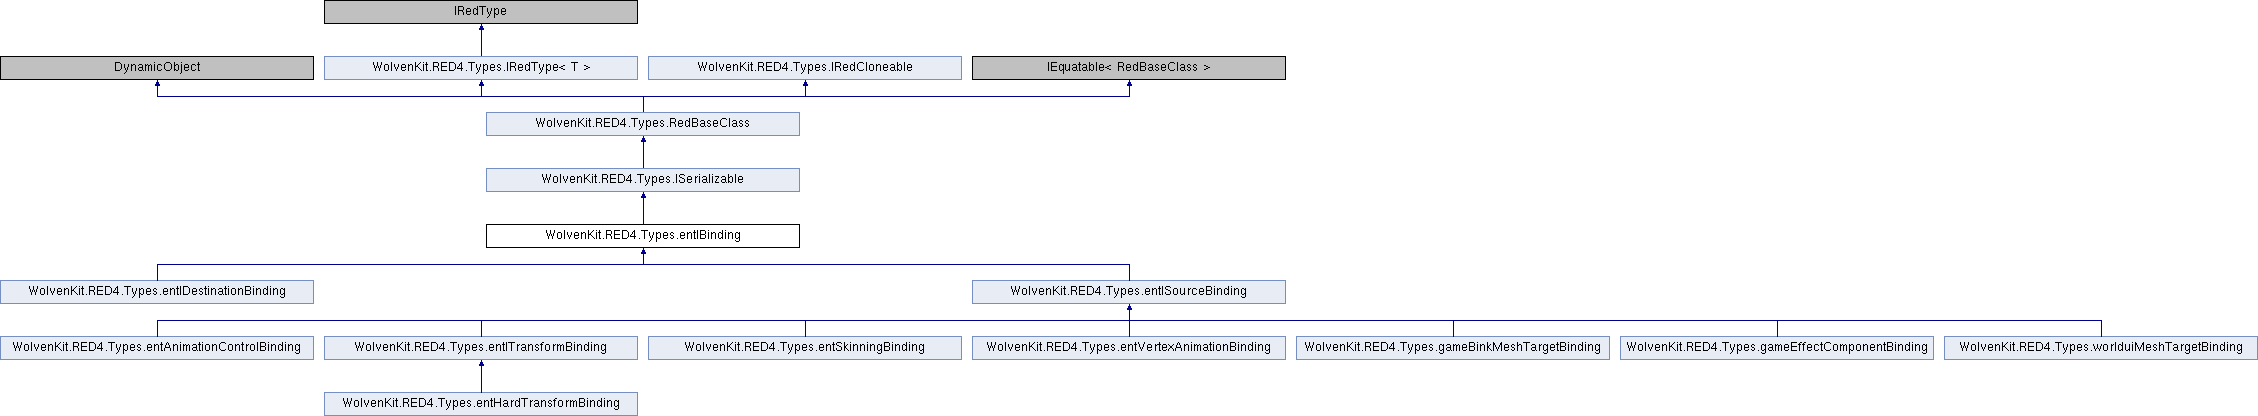 IRedType
DynamicObject
WolvenKit.RED4.Types.IRedType< T >
WolvenKit.RED4.Types.IRedCloneable
IEquatable< RedBaseClass >
WolvenKit.RED4.Types.RedBaseClass
WolvenKit.RED4.Types.ISerializable
WolvenKit.RED4.Types.entIBinding
WolvenKit.RED4.Types.entIDestinationBinding
WolvenKit.RED4.Types.entISourceBinding
WolvenKit.RED4.Types.entAnimationControlBinding
WolvenKit.RED4.Types.entITransformBinding
WolvenKit.RED4.Types.entSkinningBinding
WolvenKit.RED4.Types.entVertexAnimationBinding
WolvenKit.RED4.Types.gameBinkMeshTargetBinding
WolvenKit.RED4.Types.gameEffectComponentBinding
WolvenKit.RED4.Types.worlduiMeshTargetBinding
WolvenKit.RED4.Types.entHardTransformBinding